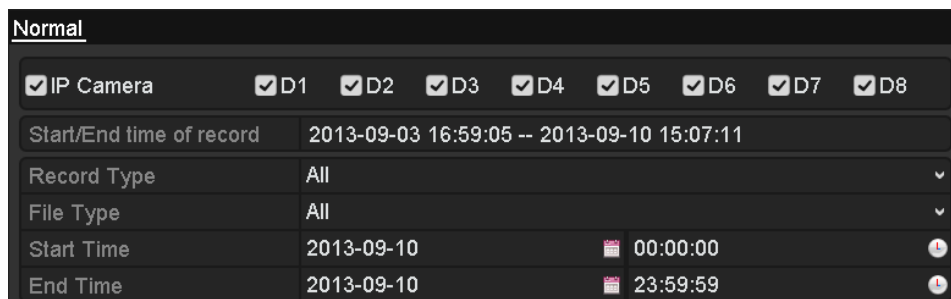 Normal
IP Camera D1 D2 D3 D4 D5 D6 D7 D8
Start/End time of record 2013-09-03 16:59:05 -- 2013-09-10 15:07:11
Record Type All
File Type All
Start Time 2013-09-10 00:00:00
End Time 2013-09-10 23:59:59